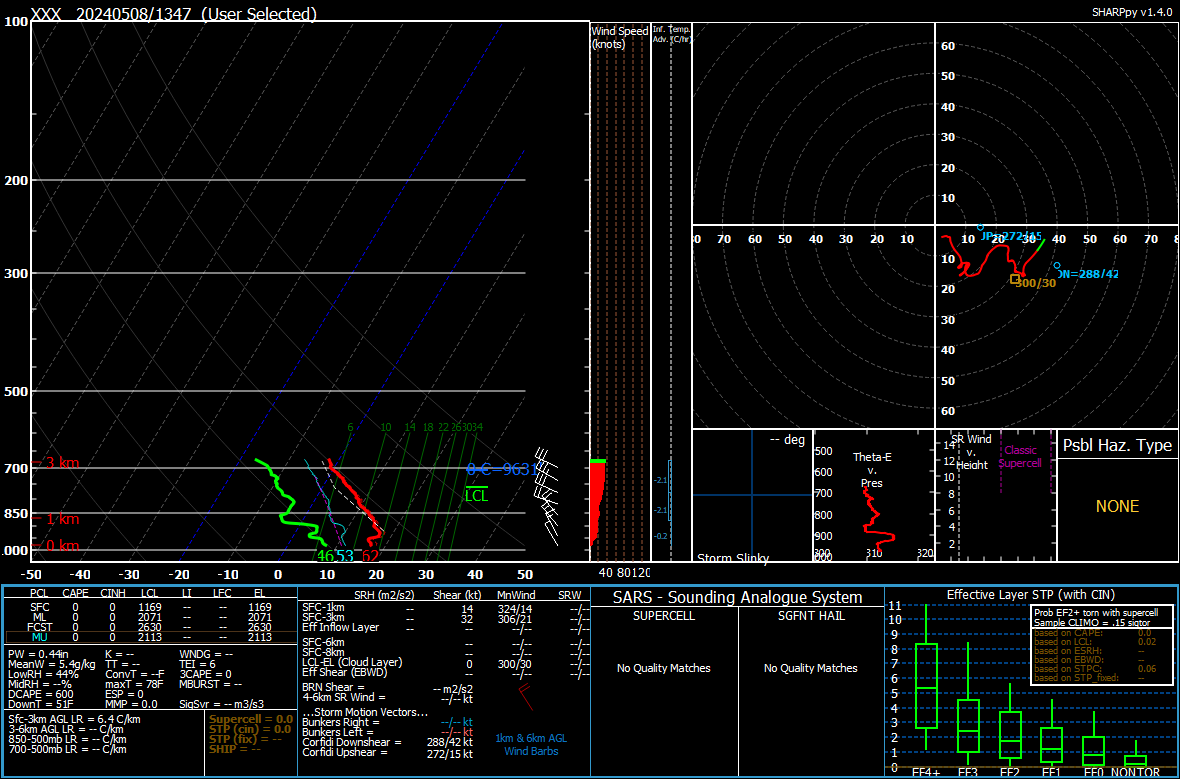 XXX 20240508/1347 (User Selected)
SHARPpy v1.4.0
100
200
300
500
700
850
1000
3 km
1 km
0 km
6 10 14 18 22 26 30 34
LCL
46 53 62
-50 -40 -30 -20 -10 0 10 20 30 40 50
Wind Speed
(knots)
Inf. Temp.
Adv. (C/hr)
-2.1
-2.1
-0.2
40 80120
60
50
40
30
20
10
70 60 50 40 30 20 10
10 20 30 40 50 60 70 8
10
20
30
40
50
60
UP=272/15
DN=288/42
300/30
-- deg
Storm Slinky
Theta-E
v.
Pres
500
600
700
800
900
1000
300 310 320
SR Wind
v.
Height
Classic
Supercell
14
12
10
8
6
4
2
Psbl Haz. Type
NONE
PCL CAPE CINH LCL LI LFC EL
SFC 0 0 1169 -- -- 1169
ML 0 0 2071 -- -- 2071
FCST 0 0 2630 -- -- 2630
MU 0 0 2113 -- -- 2113
PW = 0.44in K = -- WNDG = --
MeanW = 5.4g/kg TT = -- TEI = 6
LowRH = 44% ConvT = --F 3CAPE = 0
MidRH = --% maxT = 78F MBURST = --
DCAPE = 600 ESP = 0
DownT = 51F MMP = 0.0 SigSvr = -- m3/s3
Sfc-3km AGL LR = 6.4 C/km
3-6km AGL LR = -- C/km
850-500mb LR = -- C/km
700-500mb LR = -- C/km
Supercell = 0.0
STP (cin) = 0.0
STP (fix) = --
SHIP = --
SRH (m2/s2) Shear (kt) MnWind SRW
SFC-1km 14 324/14 --/--
SFC-3km 32 306/21 --/--
Eff Inflow Layer -- -- --/-- --/--
SFC-6km -- --/-- --/--
SFC-8km -- --/-- --/--
LCL-EL (Cloud Layer) 0 300/30 --/--
Eff Shear (EBWD) -- --/-- --/--
BRN Shear = -- m2/s2
4-6km SR Wind = --/-- kt
...Storm Motion Vectors...
Bunkers Right = --/-- kt
Bunkers Left = --/-- kt
Corfidi Downshear = 288/42 kt
Corfidi Upshear = 272/15 kt
1km & 6km AGL
Wind Barbs
SARS - Sounding Analogue System
SUPERCELL SGFNT HAIL
No Quality Matches No Quality Matches
Effective Layer STP (with CIN)
11
10
9
8
7
6
5
4
3
2
1
0
EF4+ EF3 EF2 EF1 EF0 NONTOR
Prob EF2+ torn with supercell
Sample CLIMO = .15 sigtor
based on CAPE: 0.0
based on LCL: 0.02
based on ESRH: --
based on EBWD: --
based on STPC: 0.06
based on STP_fixed: --